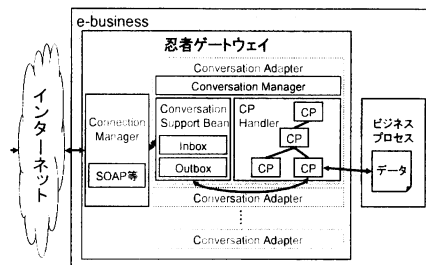 e-business
忍者ゲートウェイ
Conversation Adapter
Conversation Manager
インターネット
Connection
Manager
SOAP等
Conversation
Support Bean
Inbox
Outbox
CP
Handler
CP
CP
CP
CP
ビジネス
プロセス
データ
Conversation Adapter
Conversation Adapter